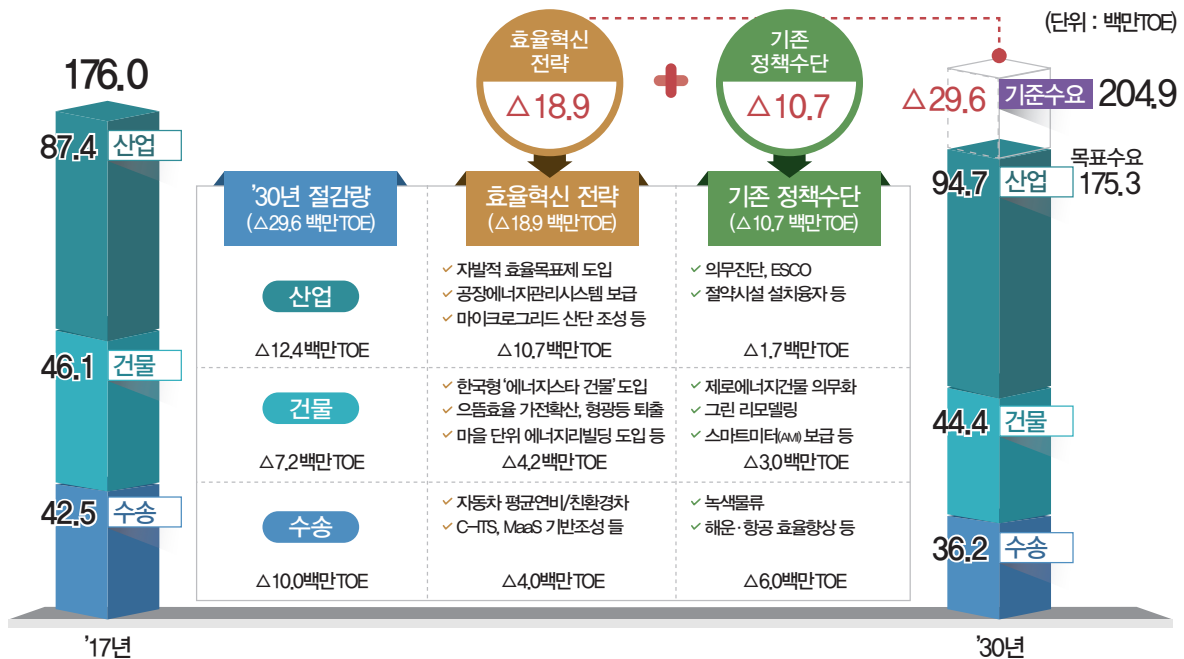 (단위 : 백만TOE)
효율혁신
전략
△18.9
기존
정책수단
△10.7
176.0
87.4 산업
46.1 건물
42.5 수송
'17년
'30년 절감량
(△29.6 백만TOE)
효율혁신 전략
(△18.9 백만TOE)
기존 정책수단
(△10.7 백만TOE)
산업
△12.4백만TOE
자발적 효율목표제 도입
공장에너지관리시스템 보급
마이크로그리드 산단 조성 등
△10.7백만TOE
의무진단, ESCO
절약시설 설치융자 등
△1.7백만TOE
건물
△7.2백만TOE
한국형 '에너지스타 건물' 도입
으뜸효율 가전확산, 형광등 퇴출
마을 단위 에너지리빌딩 도입 등
△4.2백만TOE
제로에너지건물 의무화
그린 리모델링
스마트미터(AMI) 보급 등
△3.0백만TOE
수송
△10.0백만TOE
자동차 평균연비/친환경차
C-ITS, MaaS 기반조성 들
△4.0백만TOE
녹색물류
해운·항공 효율향상 등
△6.0백만TOE
△29.6 기준수요 204.9
목표수요
175.3
94.7 산업
44.4 건물
36.2 수송
'30년